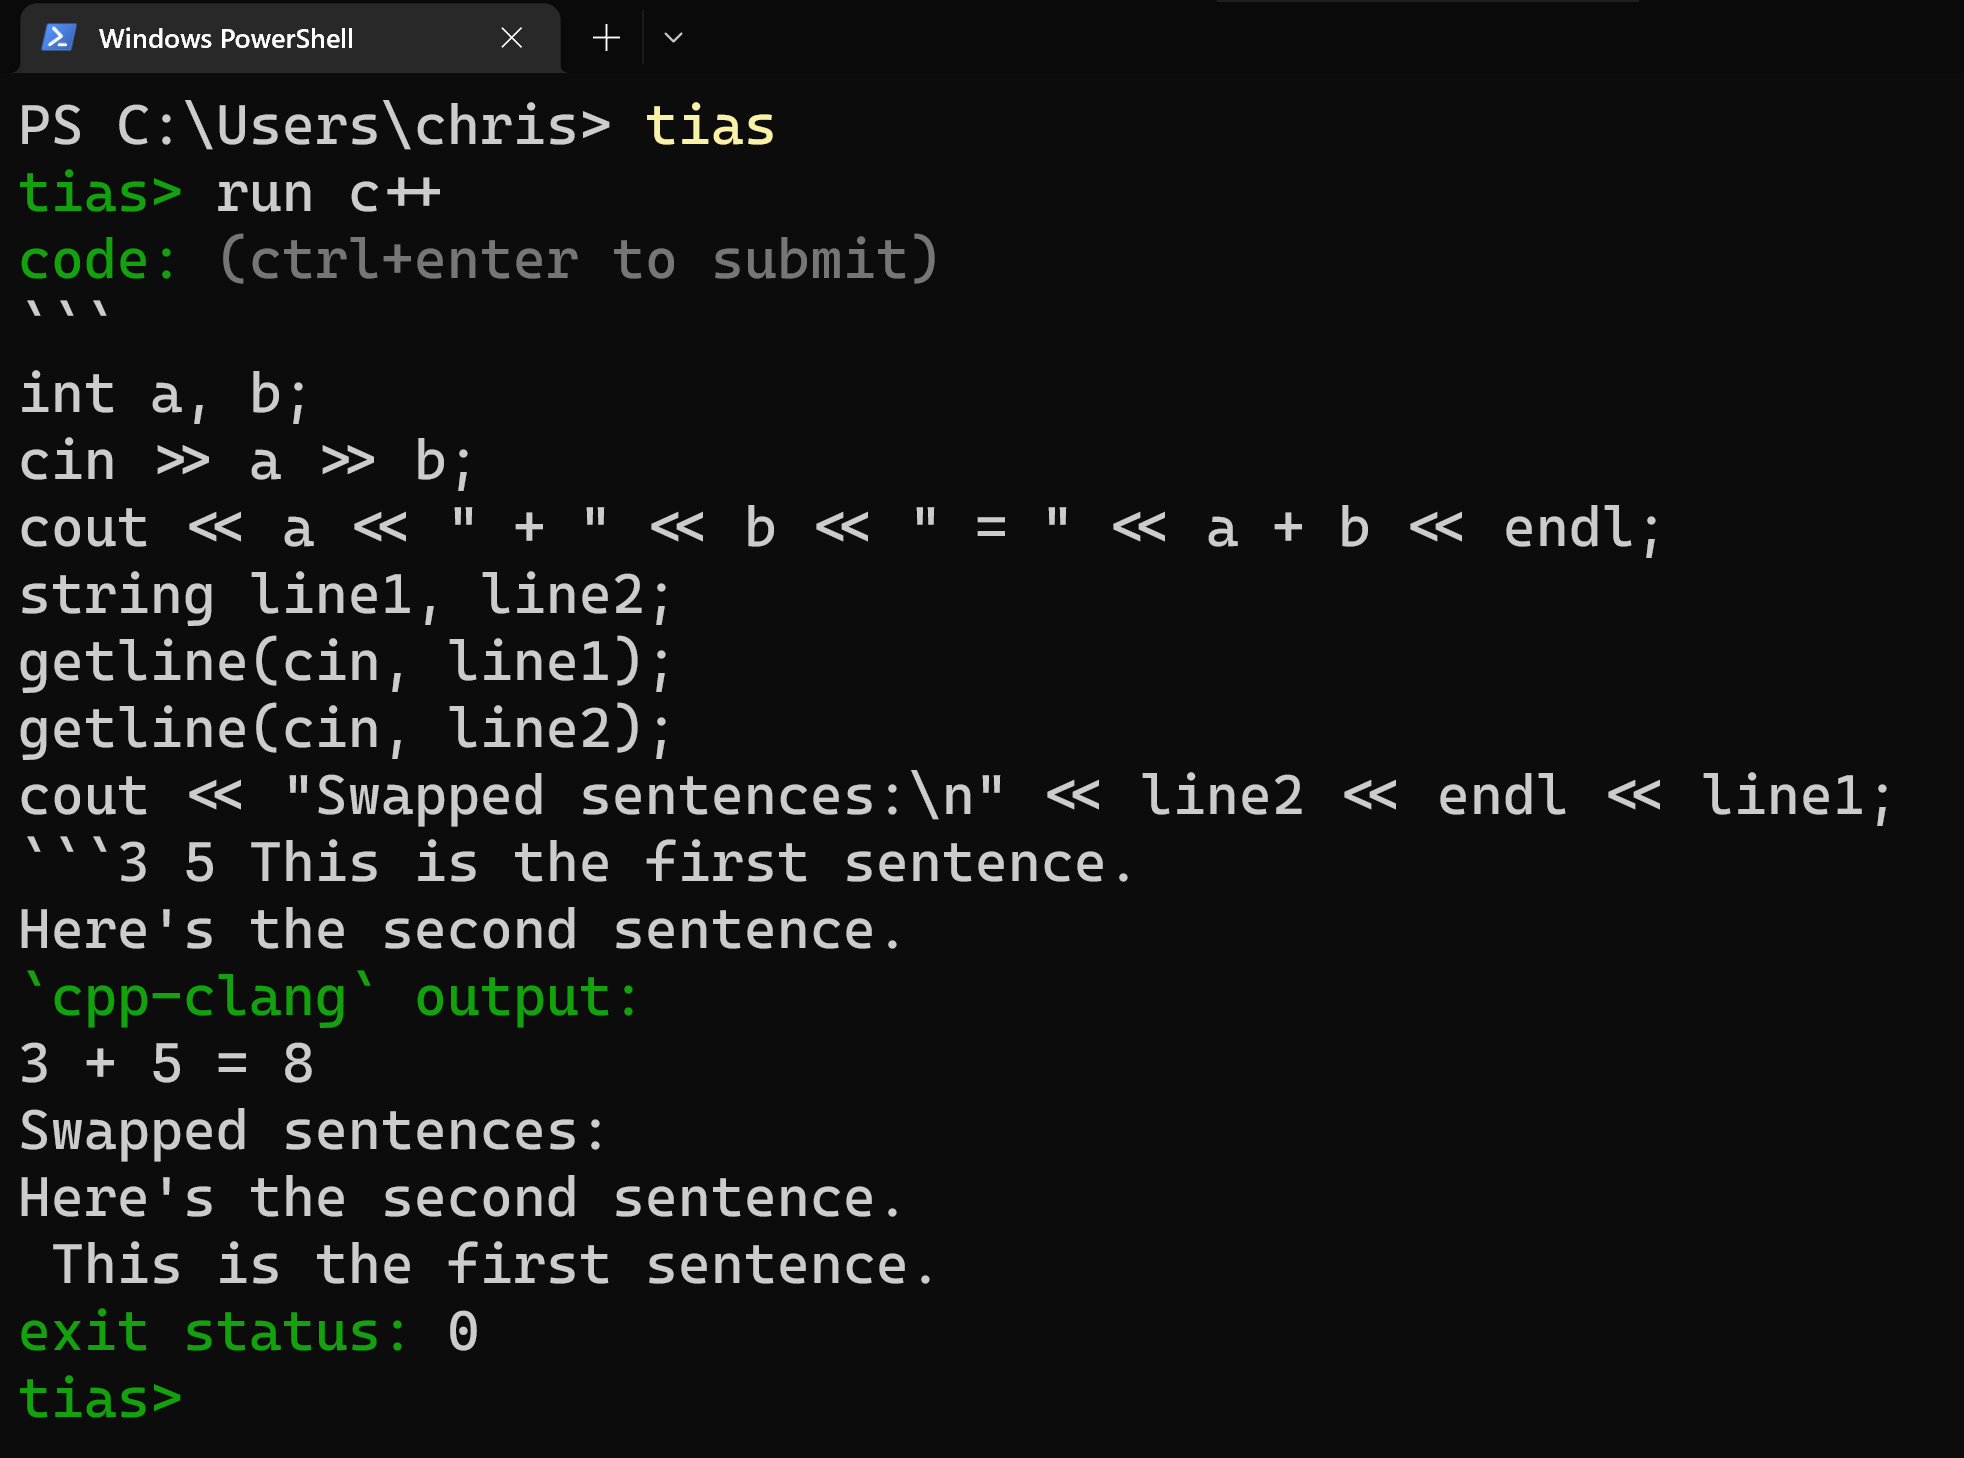 Windows PowerShell
PS C:\Users\chris> tias
tias> run c++
code: (ctrl+enter to submit)
```
int a, b;
cin >> a >> b;
cout << a << " + " << b << " = " << a + b << endl;
string line1, line2;
getline(cin, line1);
getline(cin, line2);
cout << "Swapped sentences:\n" << line2 << endl << line1;
```3 5 This is the first sentence.
Here's the second sentence.
`cpp-clang` output:
3 + 5 = 8
Swapped sentences:
Here's the second sentence.
 This is the first sentence.
exit status: 0
tias>